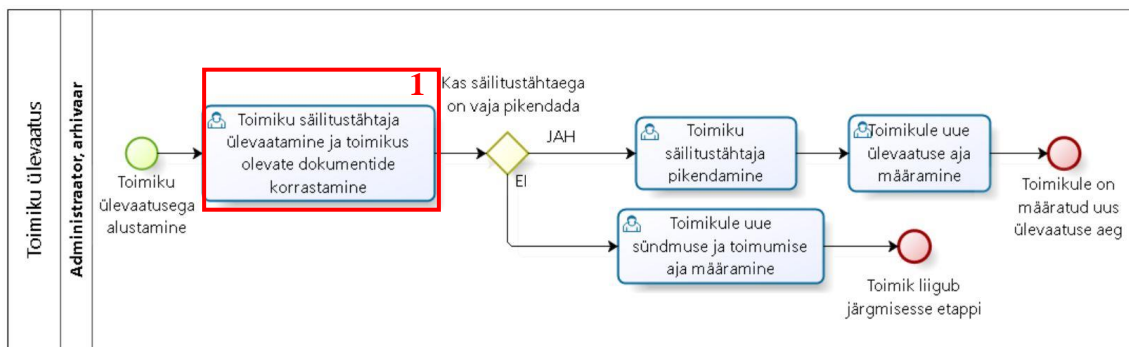 Toimiku ülevaatus
Administraator, arhivaar
Toimiku
ülevaatusega
alustamine
1
Toimiku säilitustähtaja
ülevaatamine ja toimikus
olevate dokumentide
korrastamine
Kas säilitustähtaega
on vaja pikendada
JAH
EI
Toimiku
säilitustähtaja
pikendamine
Toimikule uue
ülevaatuse aja
määramine
Toimikule on
määratud uus
ülevaatuse aeg
Toimikule uue
sündmuse ja toimumise
aja määramine
Toimik liigub
järgmisesse etappi